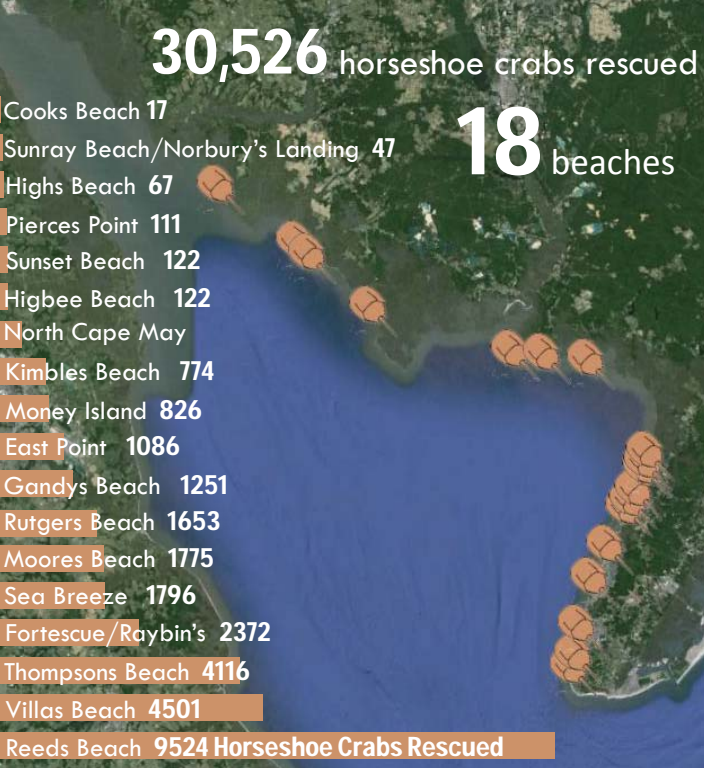 30,526 horseshoe crabs rescued
18 beaches
Cooks Beach 17
Sunray Beach/Norbury's Landing 47
Highs Beach 67
Pierces Point 111
Sunset Beach 122
Higbee Beach 122
North Cape May
Kimbles Beach 774
Money Island 826
East Point 1086
Gandys Beach 1251
Rutgers Beach 1653
Moores Beach 1775
Sea Breeze 1796
Fortescue/Raybin's 2372
Thompsons Beach 4116
Villas Beach 4501
Reeds Beach 9524 Horseshoe Crabs Rescued